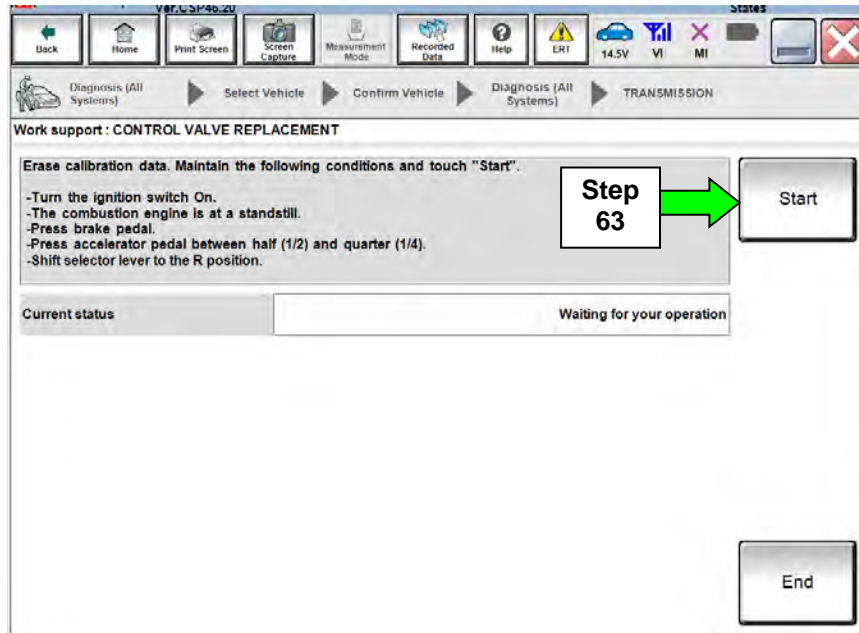 Ver.CSP46.20
States
Back
Home
Print Screen
Screen
Capture
Measurement
Mode
Recorded
Data
Help
ERT
14.5V
VI
MI
Diagnosis (All
Systems)
Select Vehicle
Confirm Vehicle
Diagnosis (All
Systems)
TRANSMISSION
Work support : CONTROL VALVE REPLACEMENT
Erase calibration data. Maintain the following conditions and touch "Start".
-Turn the ignition switch On.
-The combustion engine is at a standstill.
-Press brake pedal.
-Press accelerator pedal between half (1/2) and quarter (1/4).
-Shift selector lever to the R position.
Step
63
Start
Current status
Waiting for your operation
End